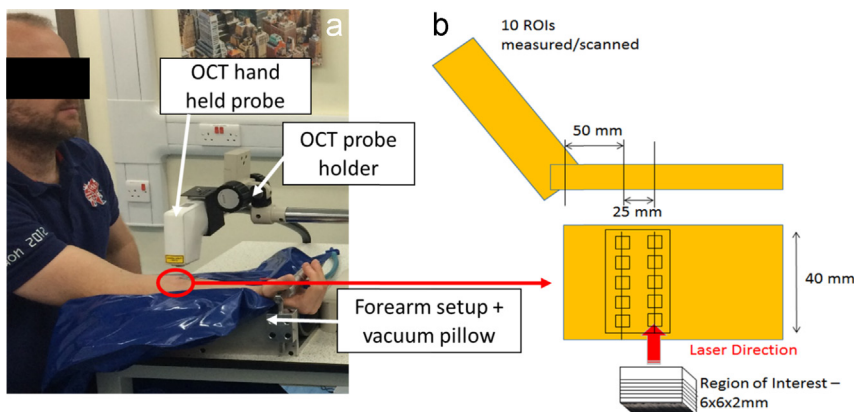 a
OCT hand
held probe
OCT probe
holder
Forearm setup +
vacuum pillow
b
10 ROIs
measured/scanned
50 mm
25 mm
40 mm
Laser Direction
Region of Interest –
6x6x2mm